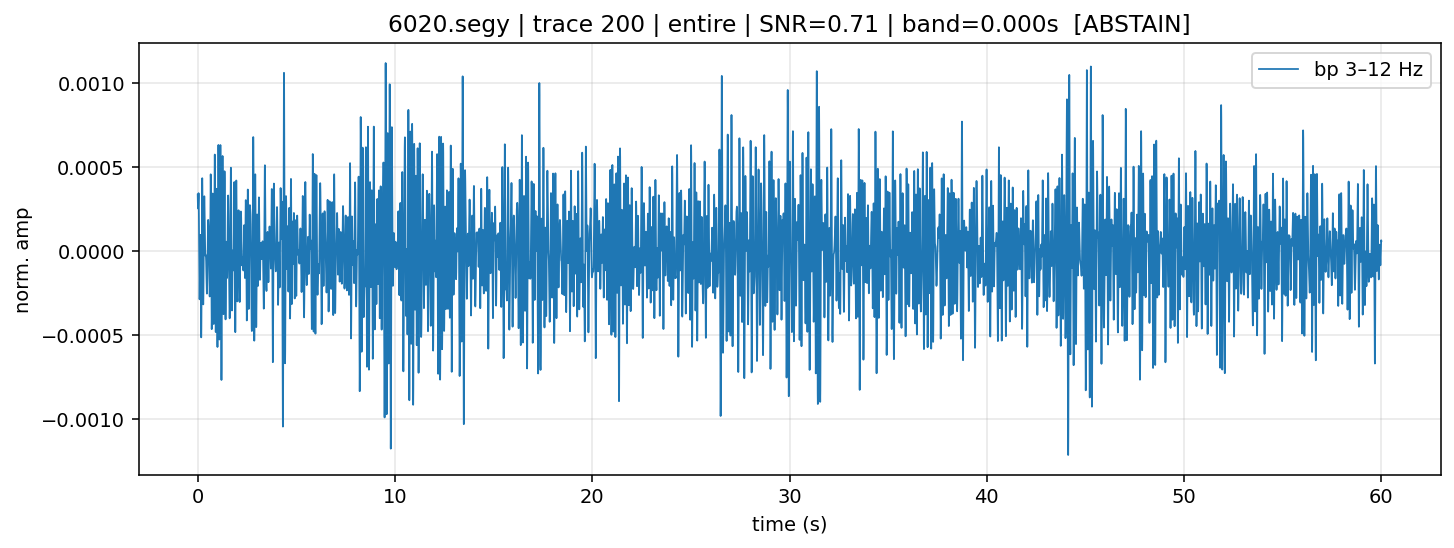 6020.segy | trace 200 | entire | SNR=0.71 | band=0.000s  [ABSTAIN]
bp 3–12 Hz
norm. amp
0.0010
0.0005
0.0000
−0.0005
−0.0010
0 10 20 30 40 50 60
time (s)